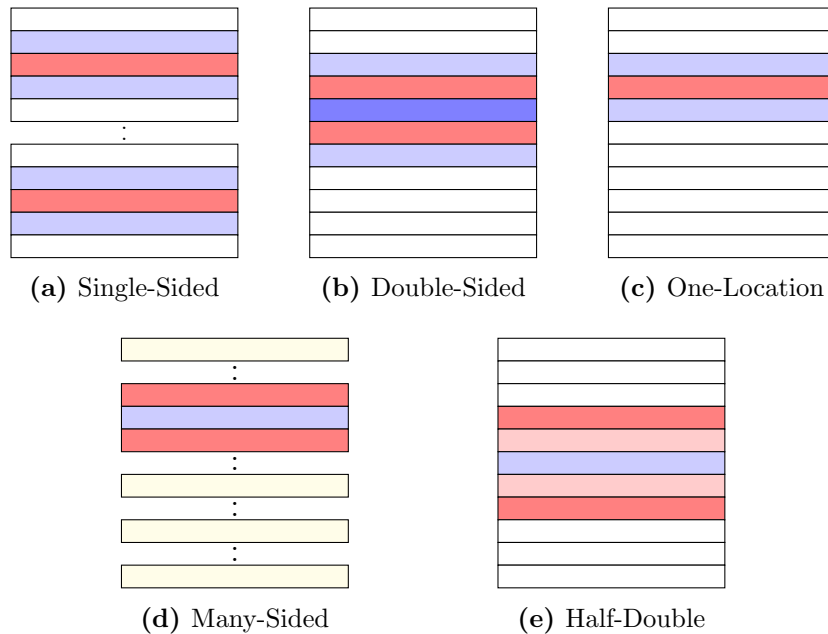 (a) Single-Sided
(b) Double-Sided
(c) One-Location
(d) Many-Sided
(e) Half-Double